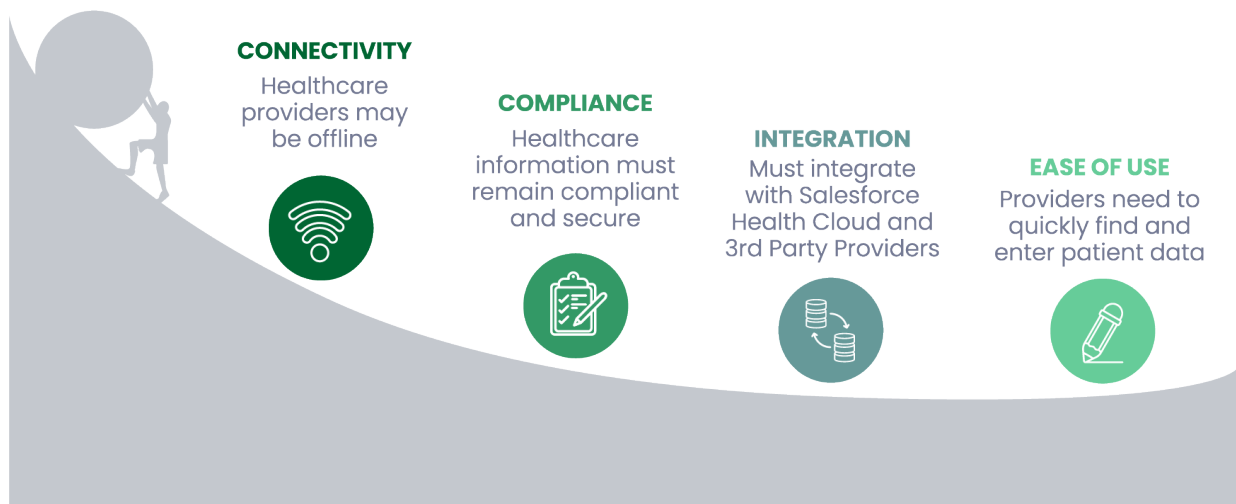 CONNECTIVITY
Healthcare
providers may
be offline
COMPLIANCE
Healthcare
information must
remain compliant
and secure
INTEGRATION
Must integrate
with Salesforce
Health Cloud and
3rd Party Providers
EASE OF USE
Providers need to
quickly find and
enter patient data